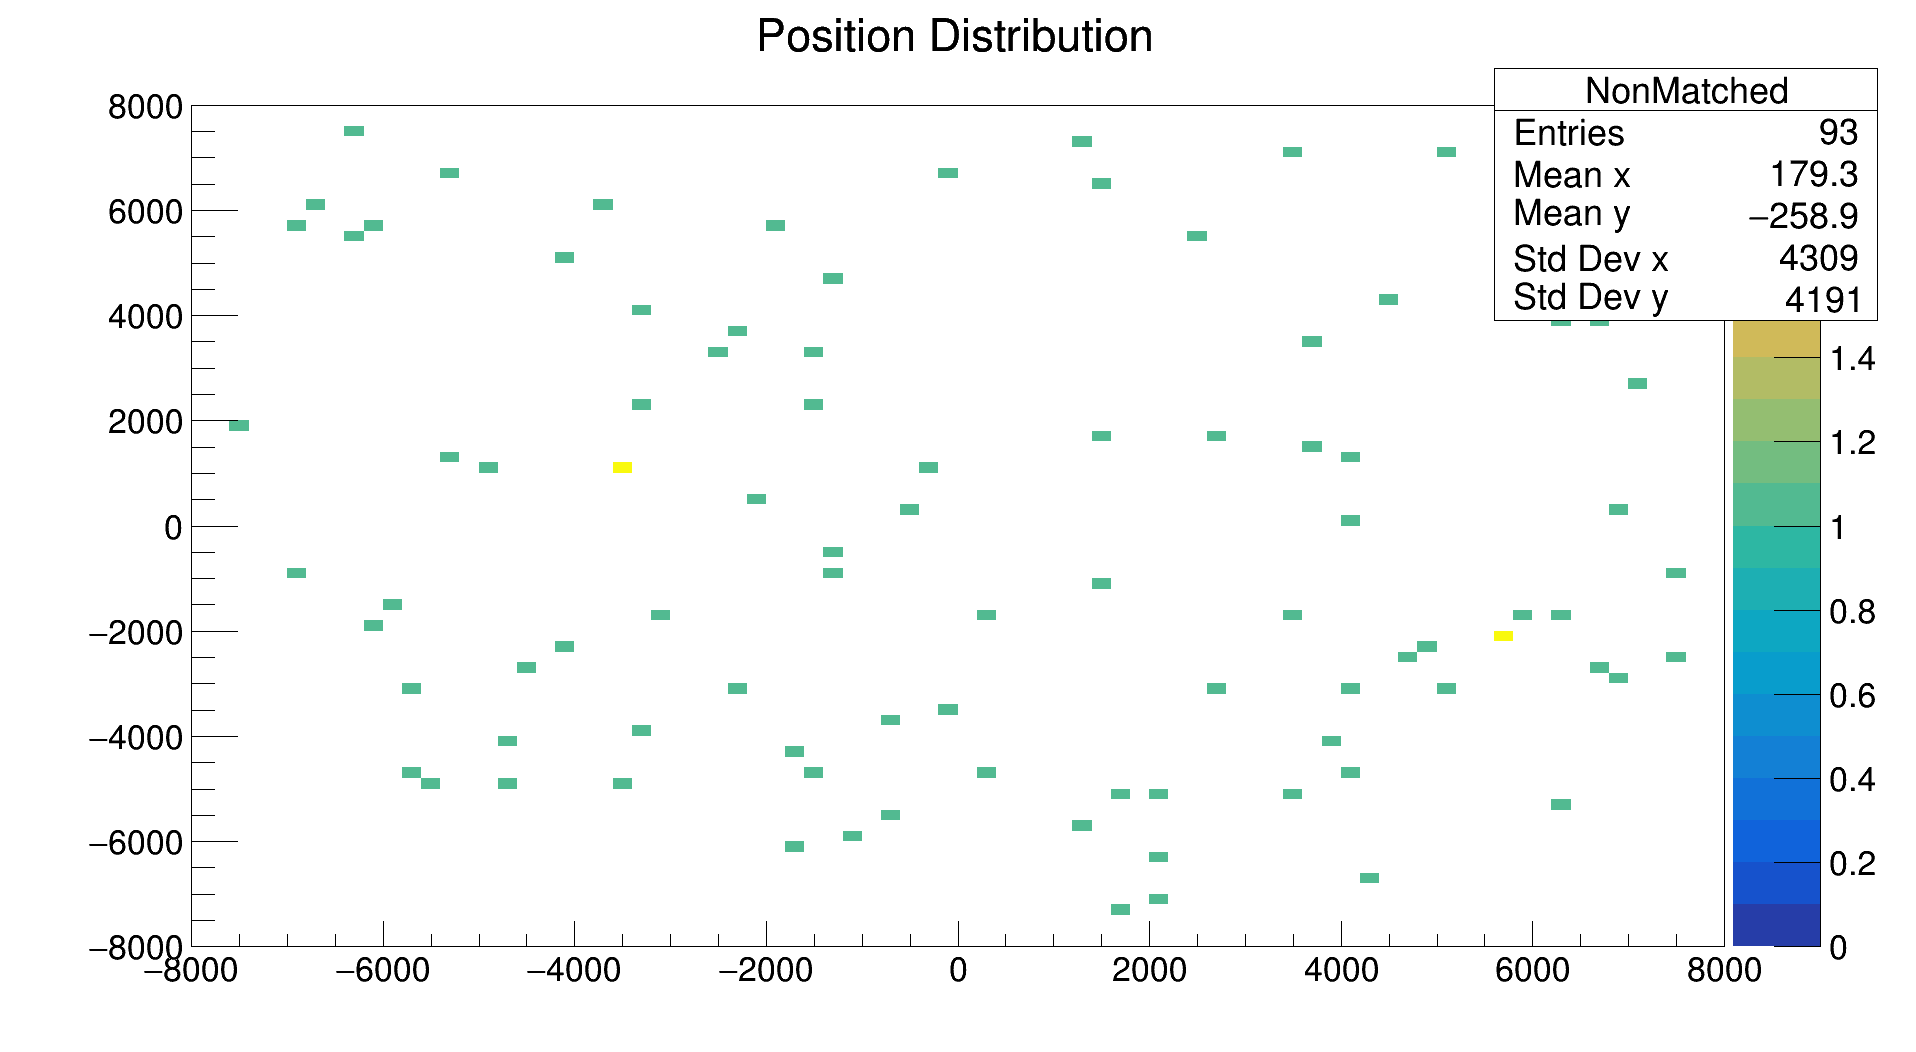 Position Distribution
NonMatched
Entries 93
Mean x 179.3
Mean y −258.9
Std Dev x 4309
Std Dev y 4191
8000
6000
4000
2000
0
−2000
−4000
−6000
−8000
−8000 −6000 −4000 −2000 0 2000 4000 6000 8000
1.4
1.2
1
0.8
0.6
0.4
0.2
0